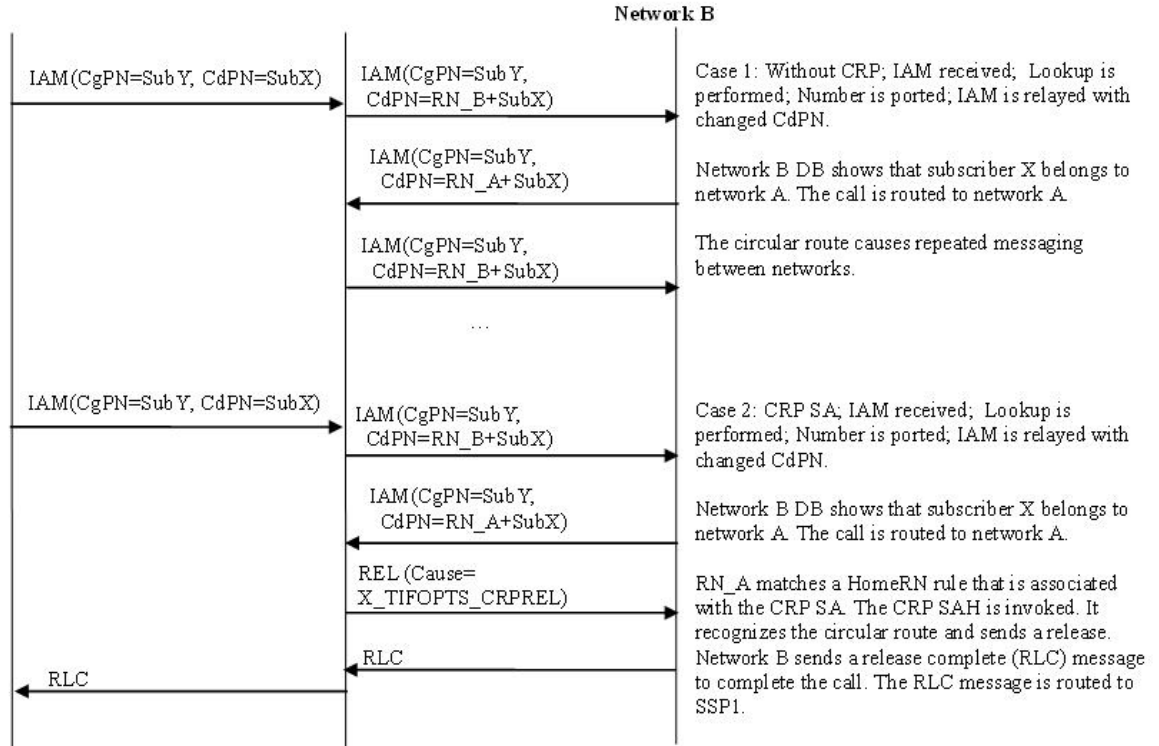 Network B
IAM(CgPN=SubY, CdPN=SubX)
IAM(CgPN=SubY,
CdPN=RN_B+SubX)
Case 1: Without CRP; IAM received; Lookup is
performed; Number is ported; IAM is relayed with
changed CdPN.
IAM(CgPN=SubY,
CdPN=RN_A+SubX)
Network B DB shows that subscriber X belongs to
network A. The call is routed to network A.
IAM(CgPN=SubY,
CdPN=RN_B+SubX)
The circular route causes repeated messaging
between networks.
...
IAM(CgPN=SubY, CdPN=SubX)
IAM(CgPN=SubY,
CdPN=RN_B+SubX)
Case 2: CRP SA; IAM received; Lookup is
performed; Number is ported; IAM is relayed with
changed CdPN.
IAM(CgPN=SubY,
CdPN=RN_A+SubX)
Network B DB shows that subscriber X belongs to
network A. The call is routed to network A.
REL (Cause=
X_TIFOPTS_CRPREL)
RN_A matches a HomeRN rule that is associated
with the CRP SA. The CRP SAH is invoked. It
recognizes the circular route and sends a release.
RLC
RLC
Network B sends a release complete (RLC) message
to complete the call. The RLC message is routed to
SSP1.